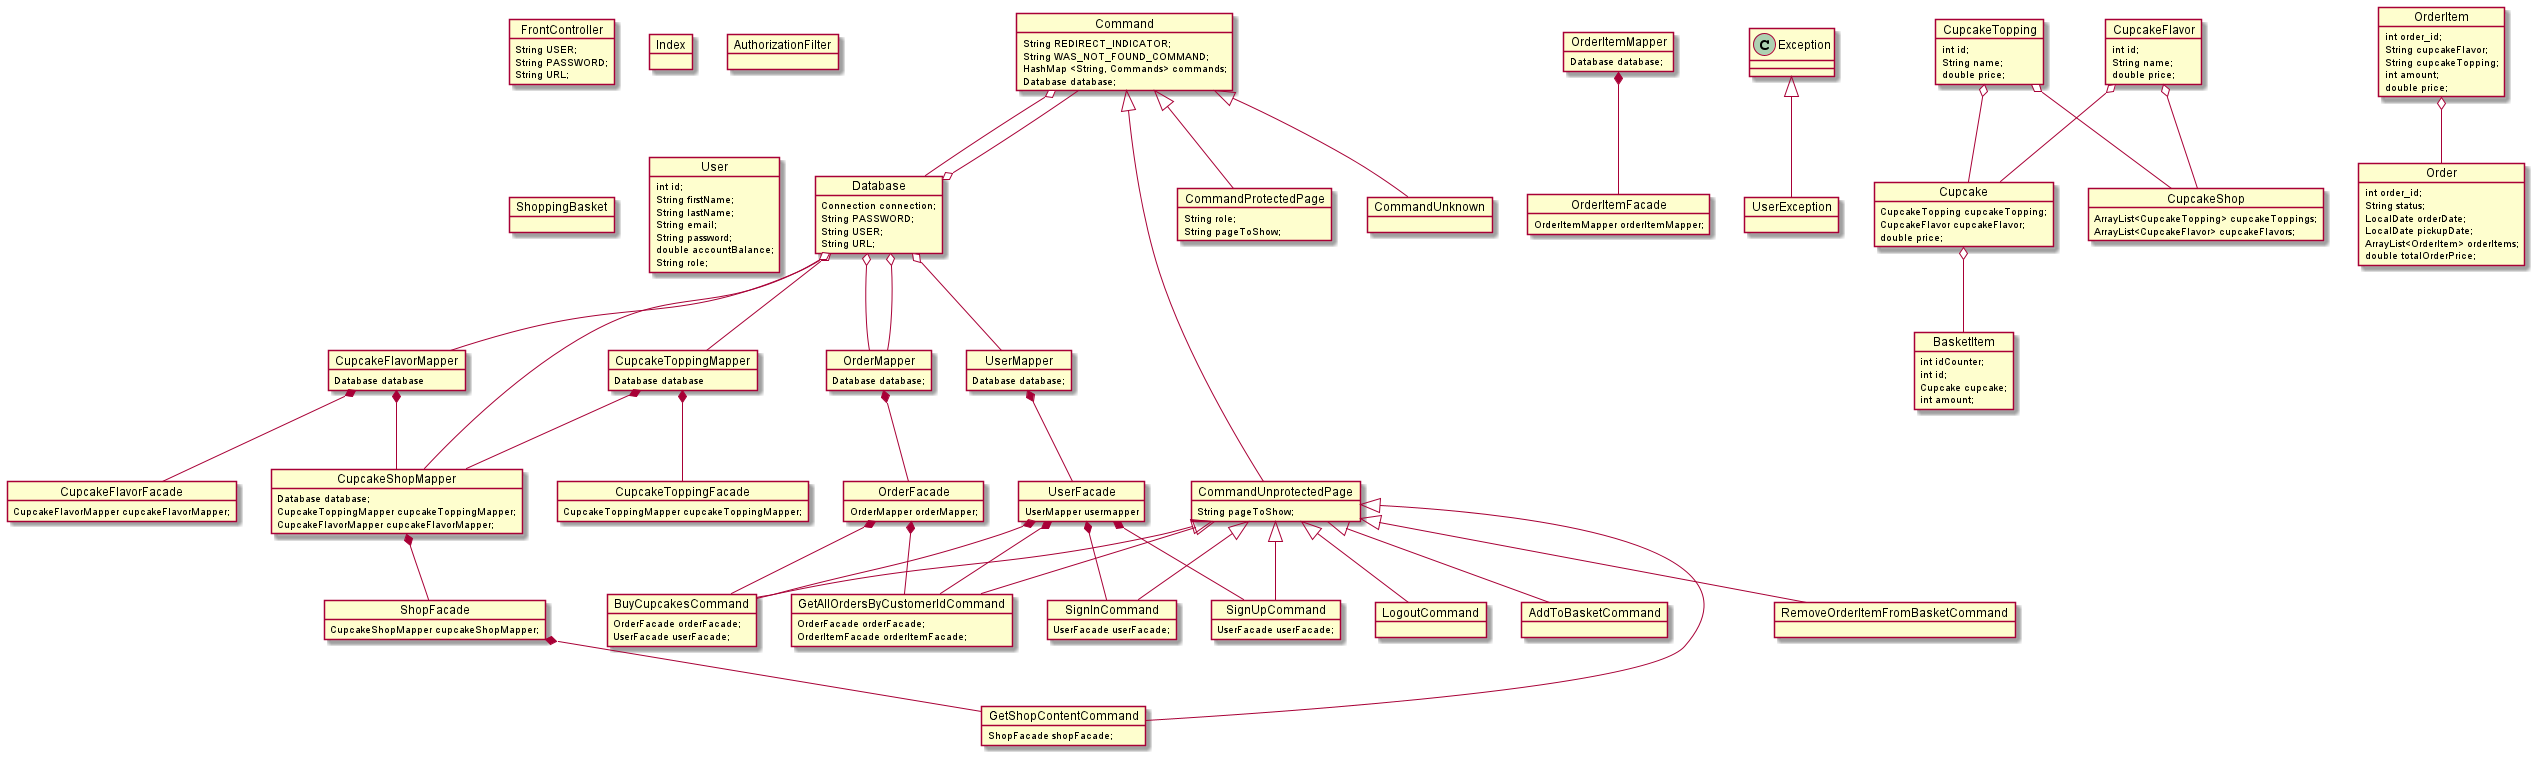 FrontController
String USER;
String PASSWORD;
String URL;
Index
AuthorizationFilter
Command
String REDIRECT_INDICATOR;
String WAS_NOT_FOUND_COMMAND;
HashMap <String, Commands> commands;
Database database;
OrderItemMapper
Database database;
C Exception
CupcakeTopping
int id;
String name;
double price;
CupcakeFlavor
int id;
String name;
double price;
OrderItem
int order_id;
String cupcakeFlavor;
String cupcakeTopping;
int amount;
double price;
ShoppingBasket
User
int id;
String firstName;
String lastName;
String email;
String password;
double accountBalance;
String role;
Database
Connection connection;
String PASSWORD;
String USER;
String URL;
CommandProtectedPage
String role;
String pageToShow;
CommandUnknown
OrderItemFacade
OrderItemMapper orderItemMapper;
UserException
Cupcake
CupcakeTopping cupcakeTopping;
CupcakeFlavor cupcakeFlavor;
double price;
CupcakeShop
ArrayList<CupcakeTopping> cupcakeToppings;
ArrayList<CupcakeFlavor> cupcakeFlavors;
Order
int order_id;
String status;
LocalDate orderDate;
LocalDate pickupDate;
ArrayList<OrderItem> orderItems;
double totalOrderPrice;
CupcakeFlavorMapper
Database database
CupcakeToppingMapper
Database database
OrderMapper
Database database;
UserMapper
Database database;
BasketItem
int idCounter;
int id;
Cupcake cupcake;
int amount;
CupcakeFlavorFacade
CupcakeFlavorMapper cupcakeFlavorMapper;
CupcakeShopMapper
Database database;
CupcakeToppingMapper cupcakeToppingMapper;
CupcakeFlavorMapper cupcakeFlavorMapper;
CupcakeToppingFacade
CupcakeToppingMapper cupcakeToppingMapper;
OrderFacade
OrderMapper orderMapper;
UserFacade
UserMapper usermapper
CommandUnprotectedPage
String pageToShow;
ShopFacade
CupcakeShopMapper cupcakeShopMapper;
BuyCupcakesCommand
OrderFacade orderFacade;
UserFacade userFacade;
GetAllOrdersByCustomerIdCommand
OrderFacade orderFacade;
OrderItemFacade orderItemFacade;
SignInCommand
UserFacade userFacade;
SignUpCommand
UserFacade userFacade;
LogoutCommand
AddToBasketCommand
RemoveOrderItemFromBasketCommand
GetShopContentCommand
ShopFacade shopFacade;